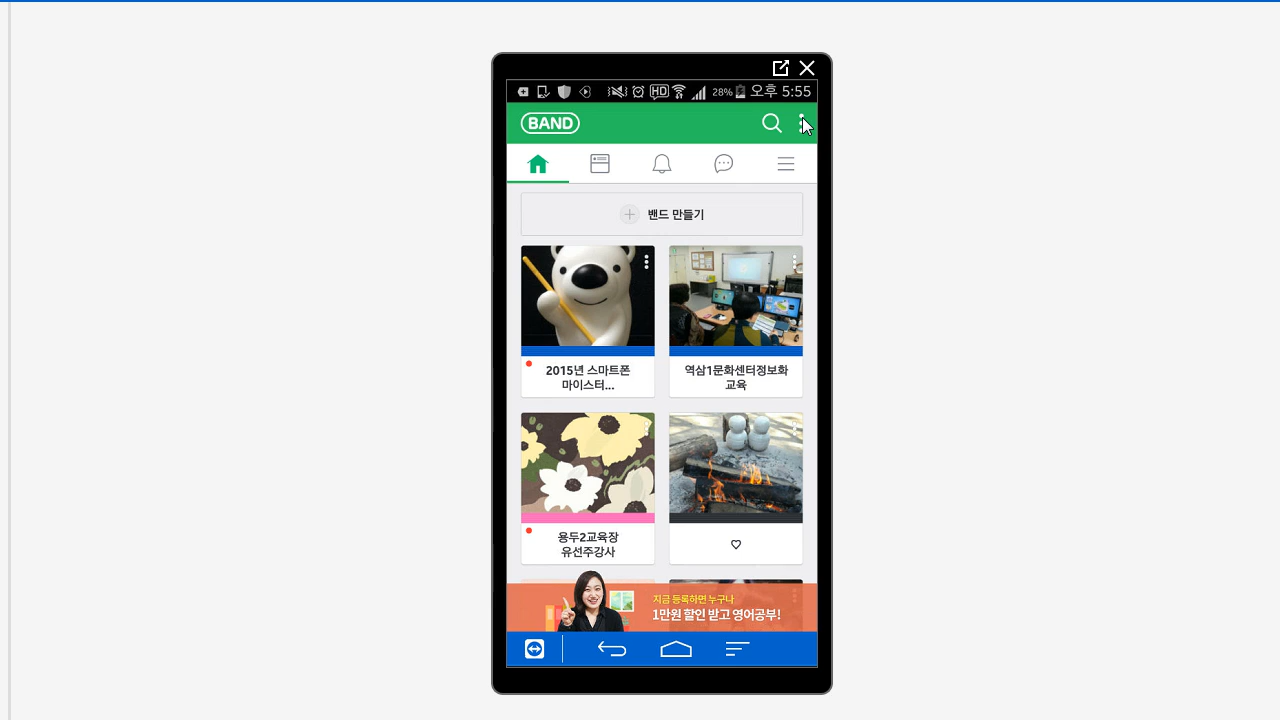 HD
28%
오후 5:55
BAND
밴드 만들기
2015년 스마트폰
마이스터...
역삼1문화센터정보화
교육
용두2교육장
유선주강사
지금 등록하면 누구나
1만원 할인 받고 영어공부!